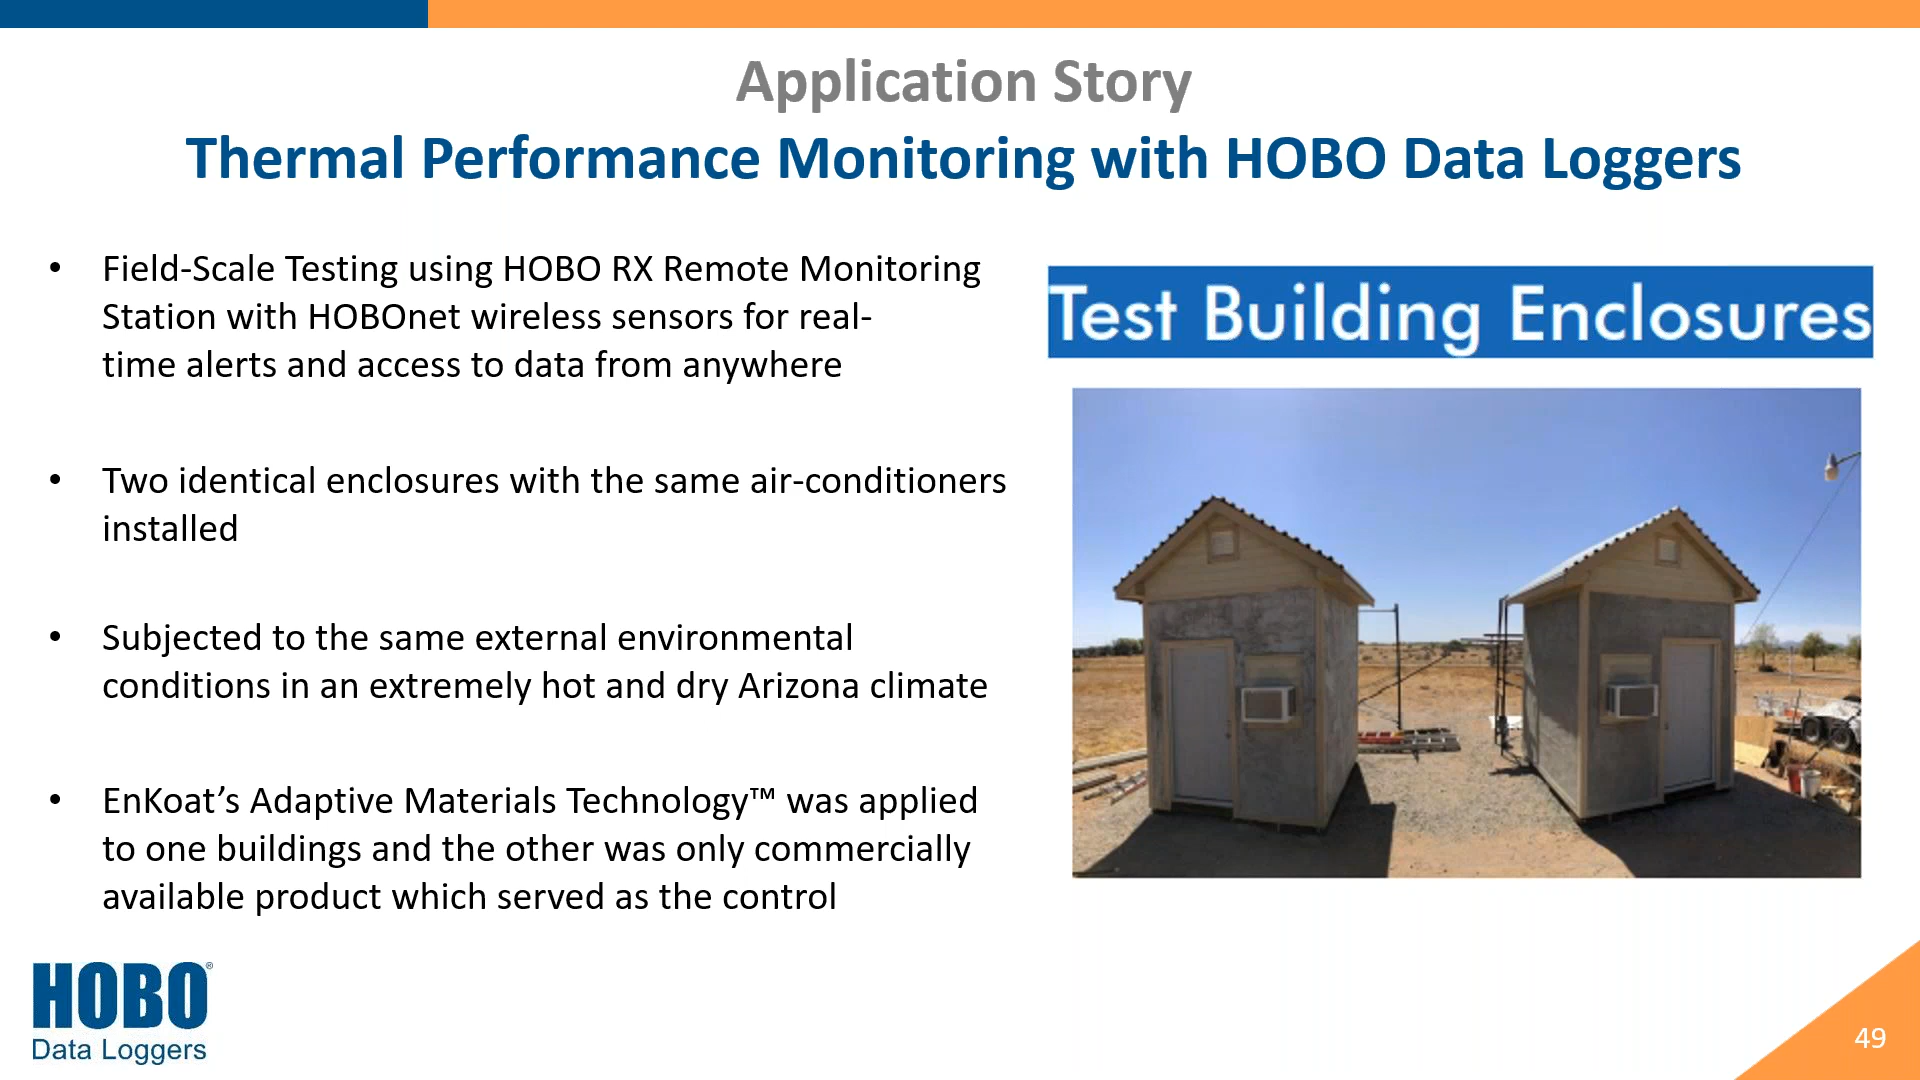 Application Story
Thermal Performance Monitoring with HOBO Data Loggers
• Field-Scale Testing using HOBO RX Remote Monitoring
Station with HOBOnet wireless sensors for real-
time alerts and access to data from anywhere
• Two identical enclosures with the same air-conditioners
installed
• Subjected to the same external environmental
conditions in an extremely hot and dry Arizona climate
• EnKoat’s Adaptive Materials Technology™ was applied
to one buildings and the other was only commercially
available product which served as the control
Test Building Enclosures
HOBO®
Data Loggers
49